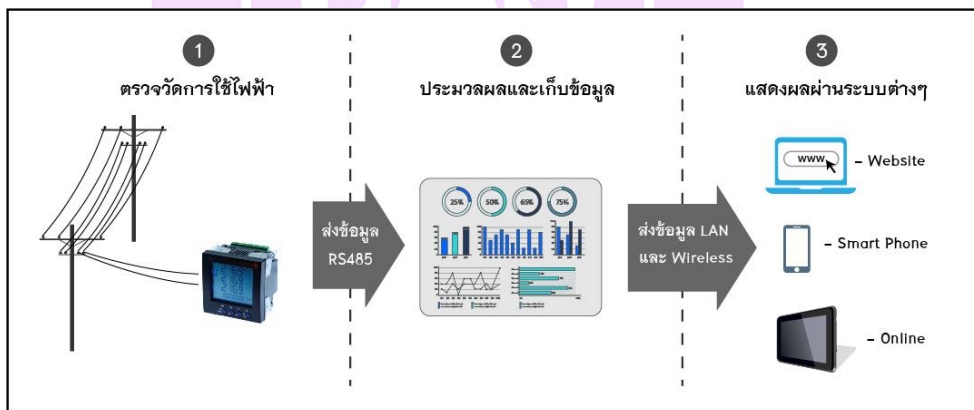 1
ตรวจวัดการใช้ไฟฟ้า
2
ประมวลผลและเก็บข้อมูล
3
แสดงผลผ่านระบบต่างๆ
ส่งข้อมูล
RS485
25%
50%
65%
75%
ส่งข้อมูล LAN
และ Wireless
www
- Website
- Smart Phone
- Online